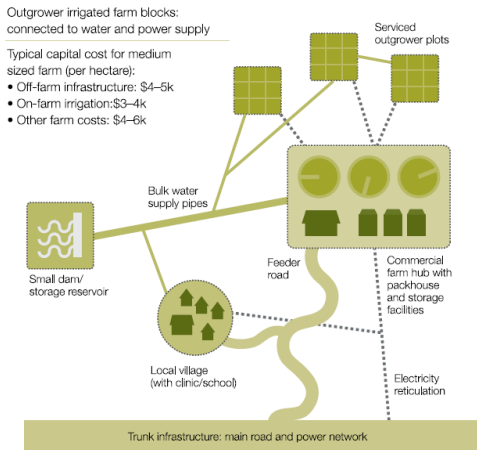 Outgrower irrigated farm blocks:
connected to water and power supply
Typical capital cost for medium
sized farm (per hectare):
• Off-farm infrastructure: $4–5k
• On-farm irrigation:$3–4k
• Other farm costs: $4–6k
Serviced
outgrower plots
Bulk water
supply pipes
Small dam/
storage reservoir
Feeder
road
Commercial
farm hub with
packhouse
and storage
facilities
Local village
(with clinic/school)
Electricity
reticulation
Trunk infrastructure: main road and power network